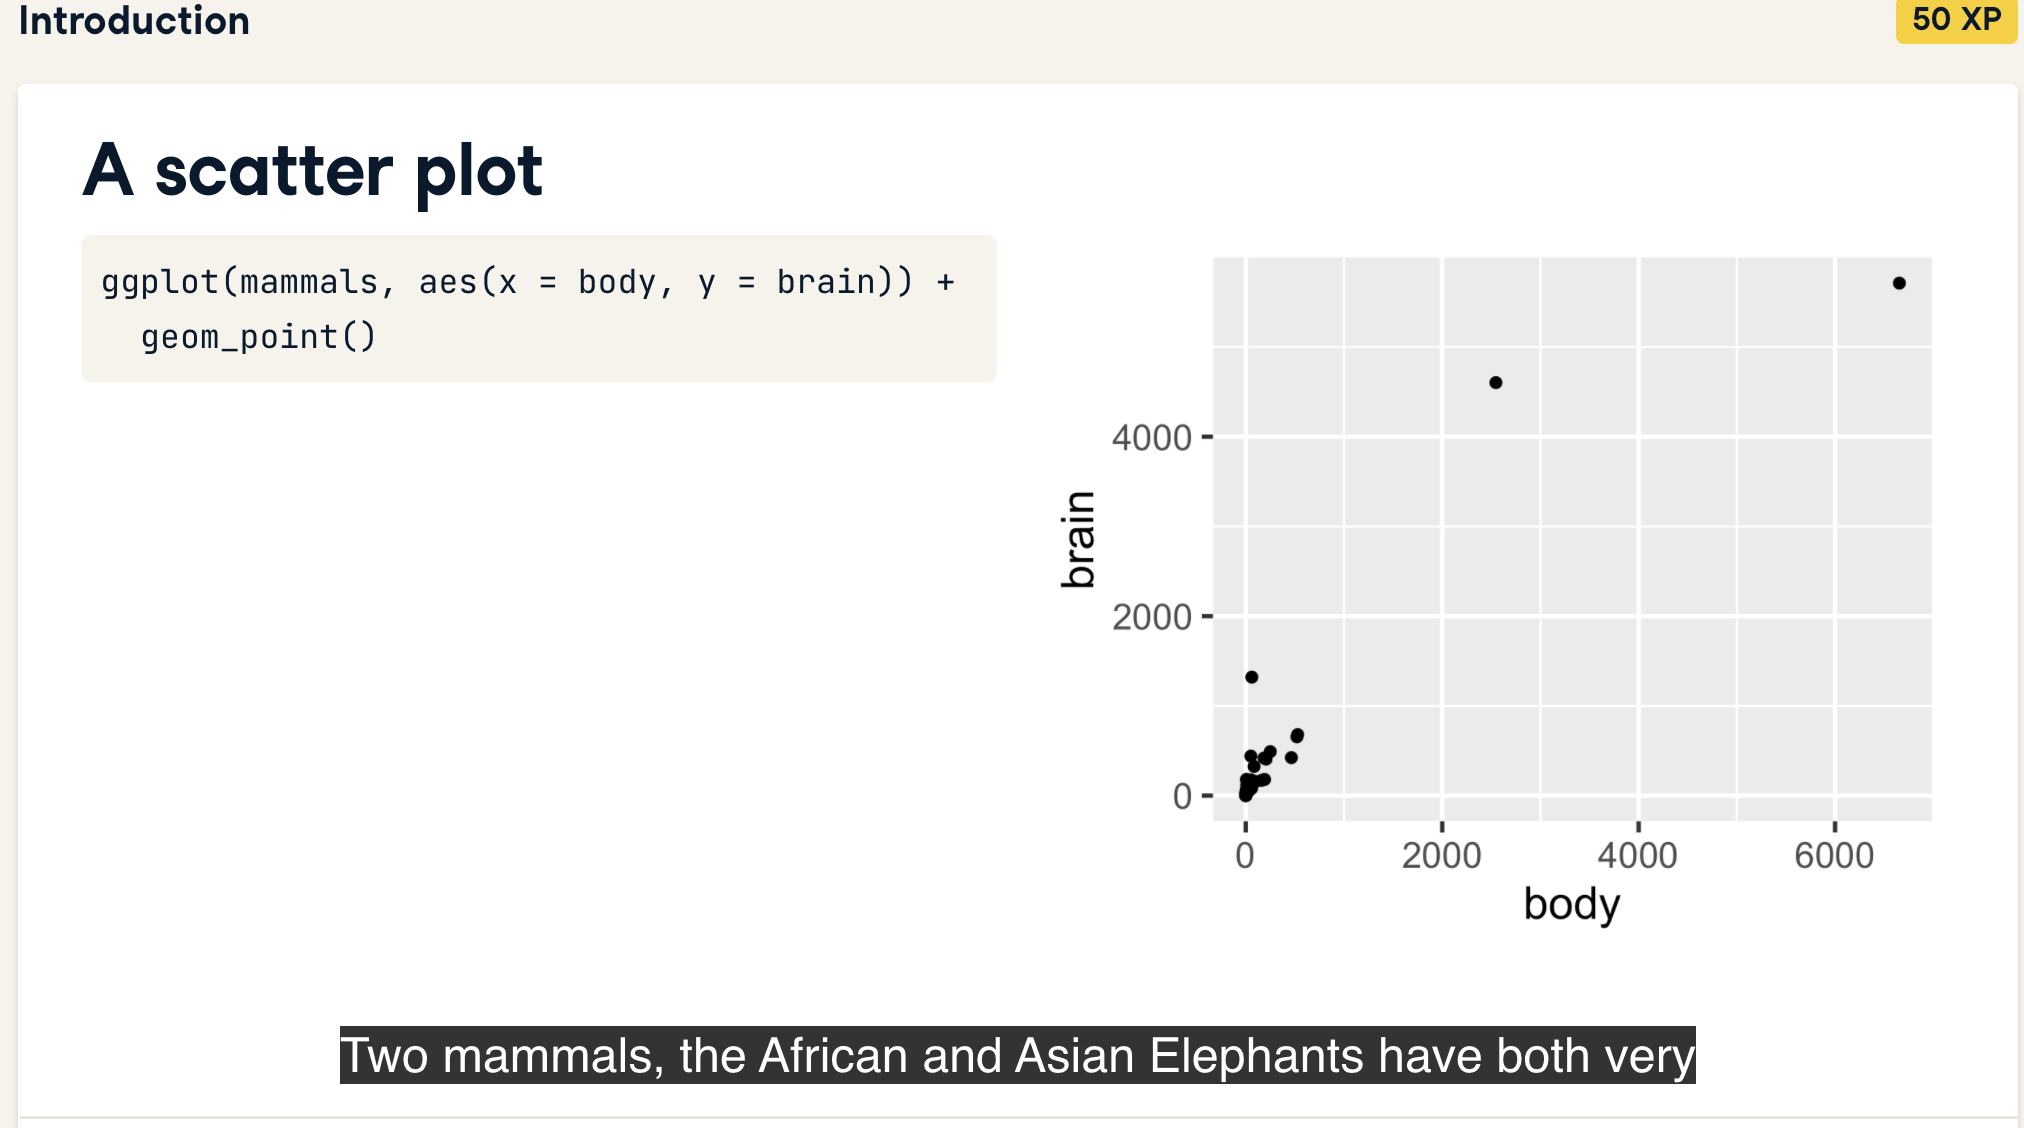 Introduction
50 XP
A scatter plot
ggplot(mammals, aes(x = body, y = brain)) +
  geom_point()
brain
4000
2000
0
0 2000 4000 6000
body
Two mammals, the African and Asian Elephants have both very